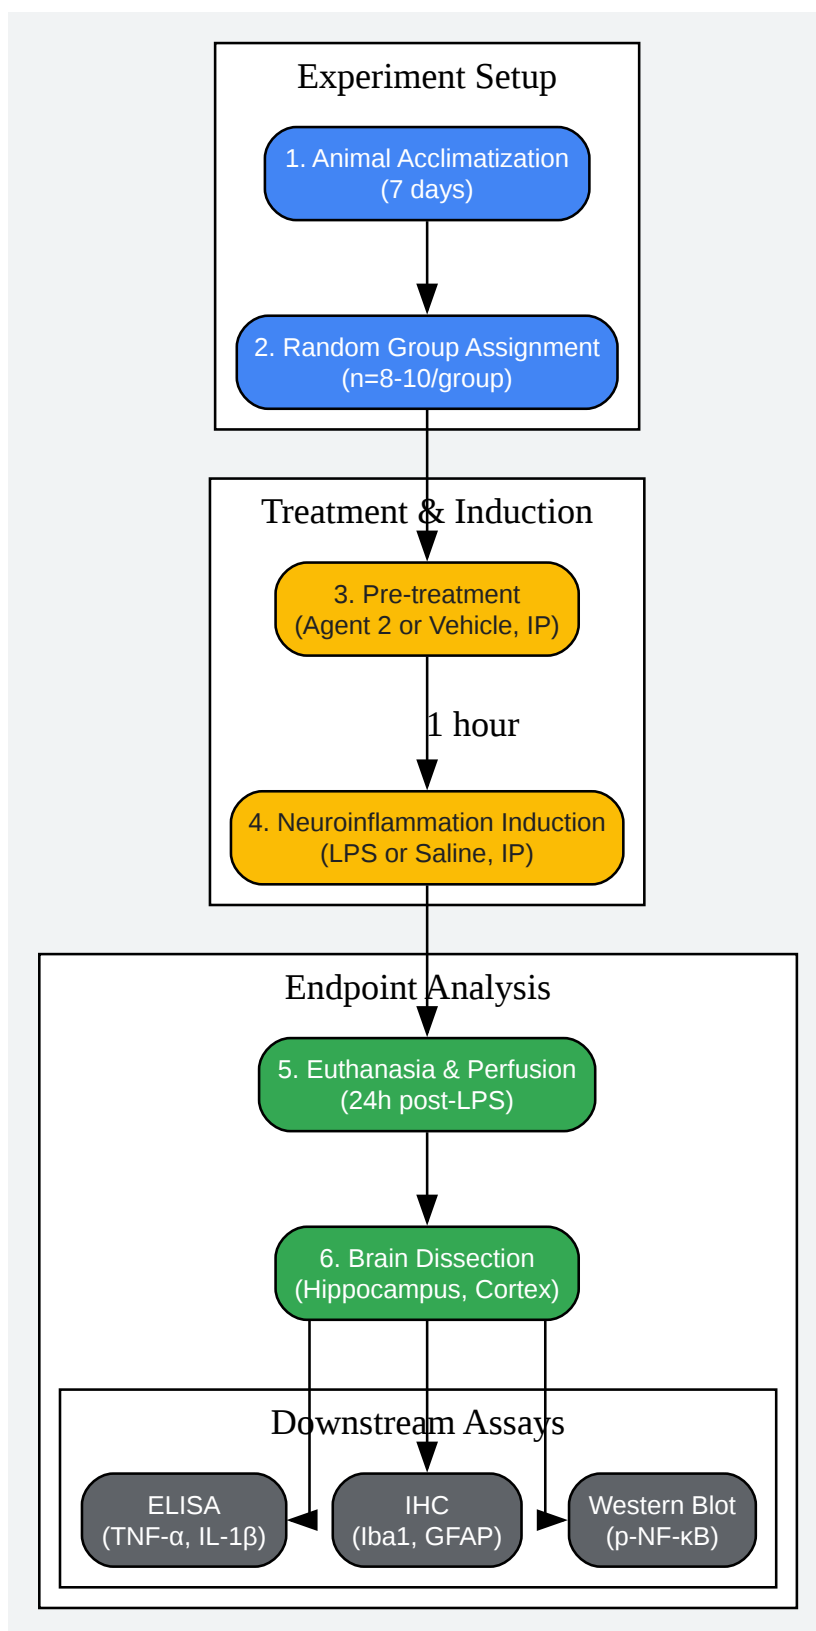 Experiment Setup
1. Animal Acclimatization
(7 days)
2. Random Group Assignment
(n=8-10/group)
Treatment & Induction
3. Pre-treatment
(Agent 2 or Vehicle, IP)
1 hour
4. Neuroinflammation Induction
(LPS or Saline, IP)
Endpoint Analysis
5. Euthanasia & Perfusion
(24h post-LPS)
6. Brain Dissection
(Hippocampus, Cortex)
Downstream Assays
ELISA
(TNF-α, IL-1β)
IHC
(Iba1, GFAP)
Western Blot
(p-NF-κB)